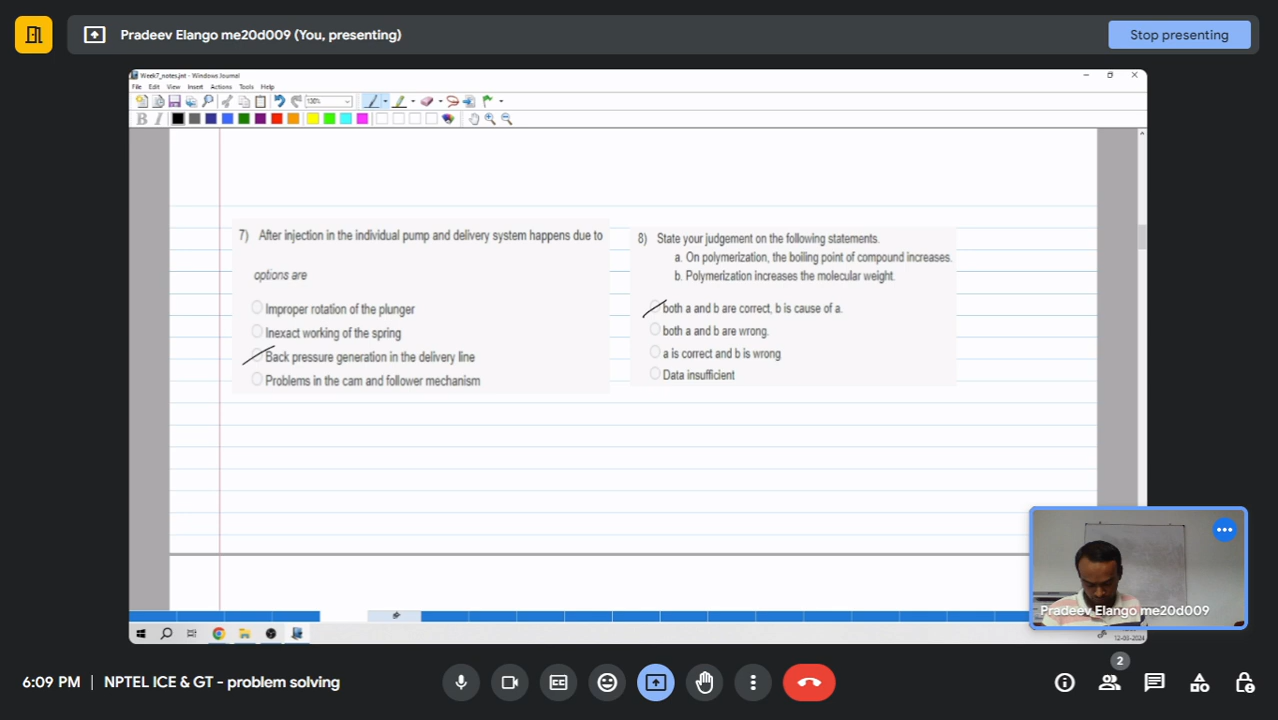 Pradeev Elango me20d009 (You, presenting)
Stop presenting
Week7_notes.jnt - Windows Journal
File Edit View Insert Actions Tools Help
130%
B I
7) After injection in the individual pump and delivery system happens due to
options are
Improper rotation of the plunger
Inexact working of the spring
Back pressure generation in the delivery line
Problems in the cam and follower mechanism
8) State your judgement on the following statements.
a. On polymerization, the boiling point of compound increases.
b. Polymerization increases the molecular weight.
both a and b are correct, b is cause of a.
both a and b are wrong.
a is correct and b is wrong
Data insufficient
Pradeev Elango me20d009
6:09 PM | NPTEL ICE & GT - problem solving
2